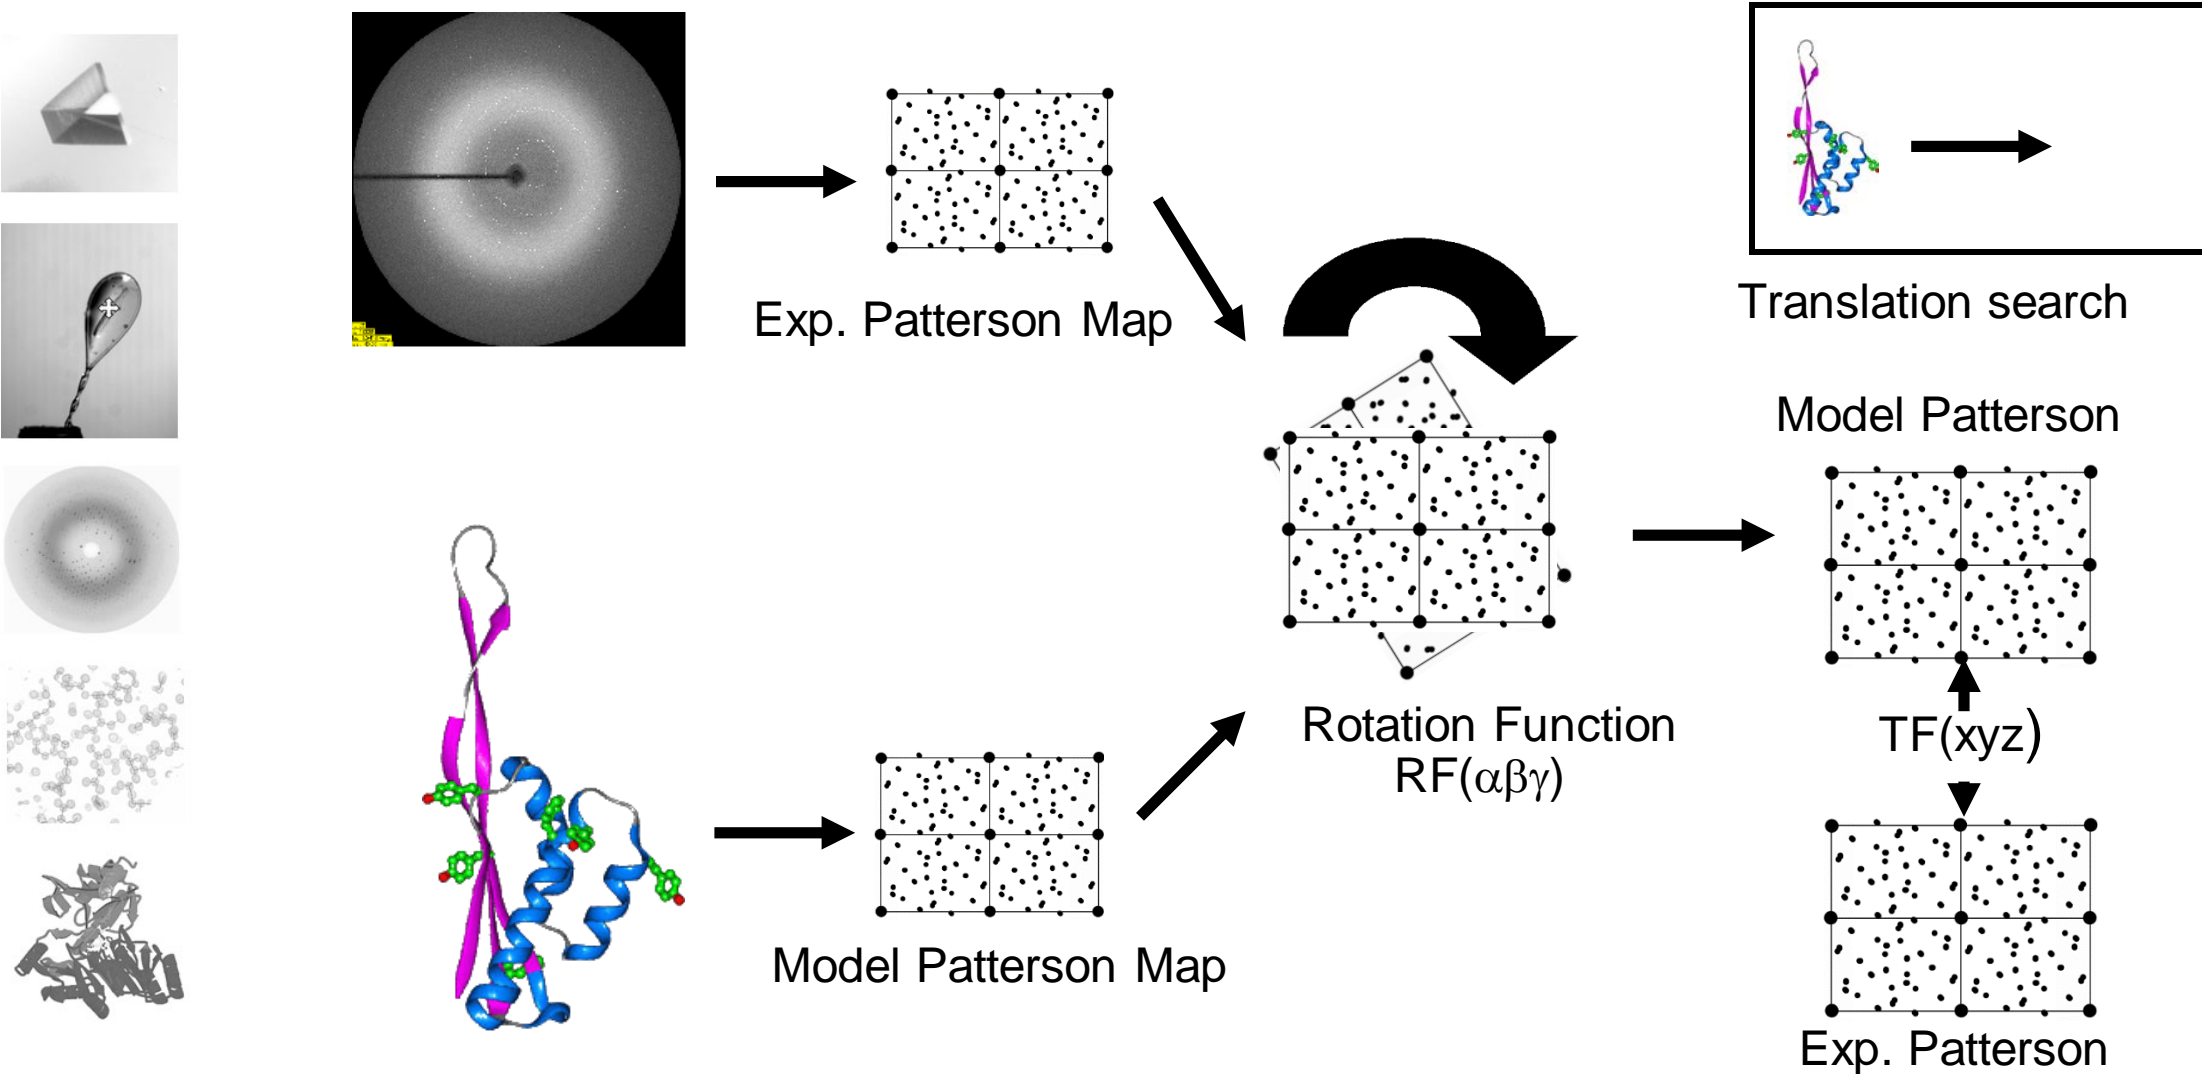 Exp. Patterson Map
Translation search
Model Patterson
Rotation Function
RF(αβγ)
TF(xyz)
Model Patterson Map
Exp. Patterson